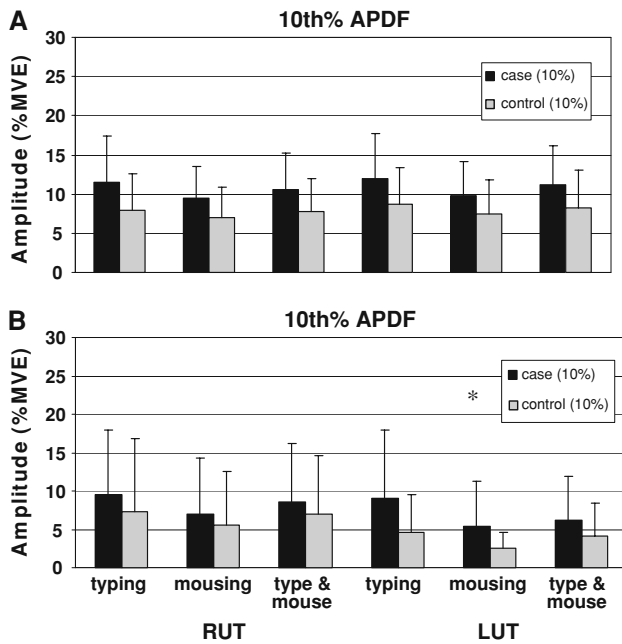 A
10th% APDF
Amplitude (%MVE)
30
25
20
15
10
5
0
case (10%)
control (10%)
B
10th% APDF
Amplitude (%MVE)
30
25
20
15
10
5
0
case (10%)
control (10%)
*
typing mousing type & typing mousing type &
mouse mouse
RUT LUT